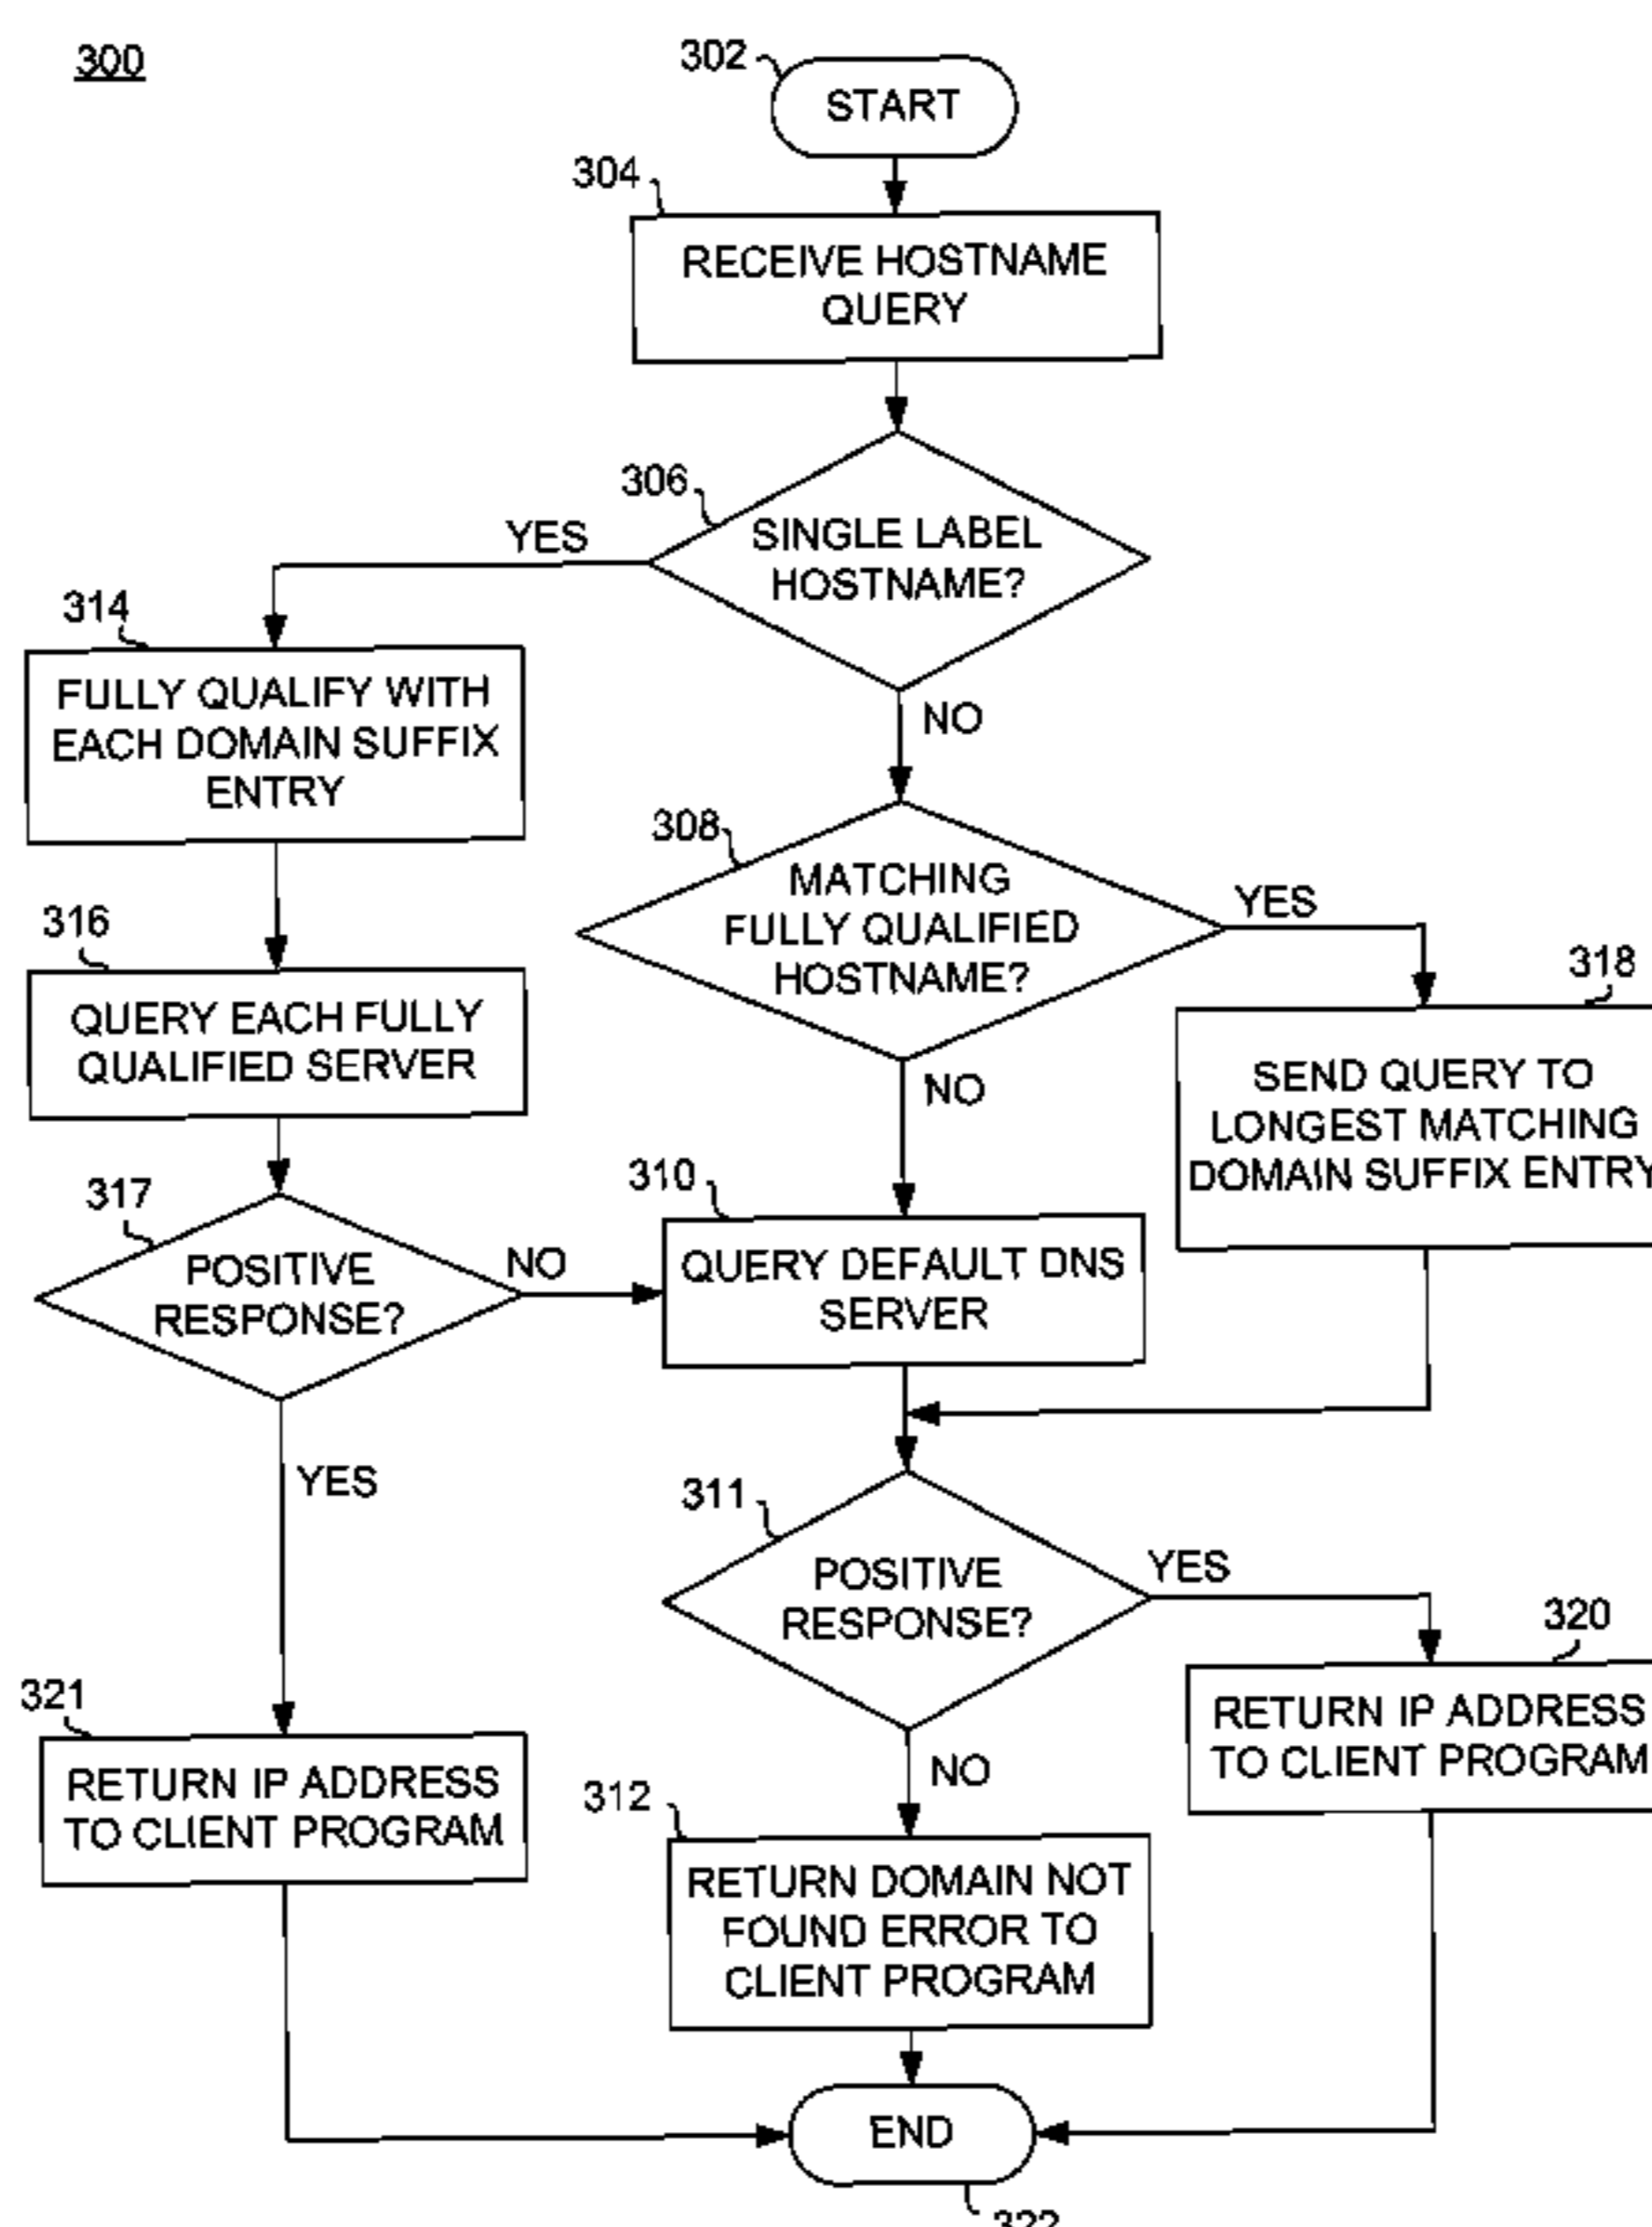 300
302
START
304
RECEIVE HOSTNAME
QUERY
306
SINGLE LABEL
HOSTNAME?
YES
NO
314
FULLY QUALIFY WITH
EACH DOMAIN SUFFIX
ENTRY
308
MATCHING
FULLY QUALIFIED
HOSTNAME?
YES
NO
316
QUERY EACH FULLY
QUALIFIED SERVER
318
SEND QUERY TO
LONGEST MATCHING
DOMAIN SUFFIX ENTRY
317
POSITIVE
RESPONSE?
NO
YES
310
QUERY DEFAULT DNS
SERVER
311
POSITIVE
RESPONSE?
YES
NO
320
RETURN IP ADDRESS
TO CLIENT PROGRAM
321
RETURN IP ADDRESS
TO CLIENT PROGRAM
312
RETURN DOMAIN NOT
FOUND ERROR TO
CLIENT PROGRAM
END
322